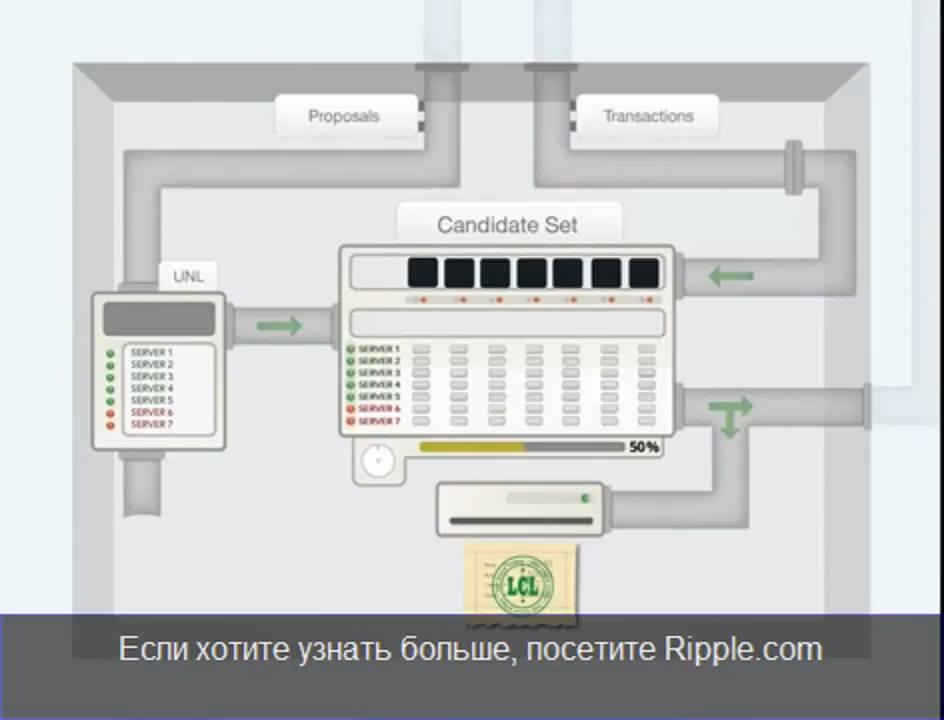 Proposals
Transactions
Candidate Set
UNL
SERVER 1
SERVER 2
SERVER 3
SERVER 4
SERVER 5
SERVER 6
SERVER 7
SERVER 1
SERVER 2
SERVER 3
SERVER 4
SERVER 5
SERVER 6
SERVER 7
50%
LCL
Если хотите узнать больше, посетите Ripple.com